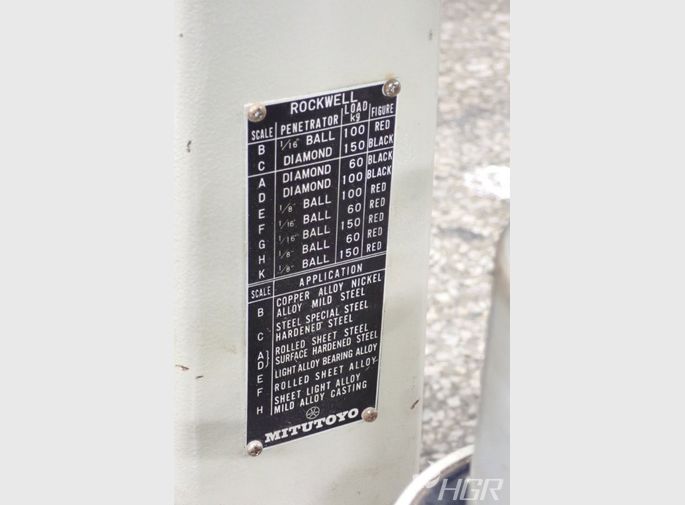 ROCKWELL
SCALE PENETRATOR LOAD kg FIGURE
B 1/16" BALL 100 RED
C DIAMOND 150 BLACK
A DIAMOND 60 BLACK
D DIAMOND 100 BLACK
E 1/8" BALL 100 RED
F 1/16" BALL 60 RED
G 1/16" BALL 150 RED
H 1/8" BALL 60 RED
K 1/8" BALL 150 RED
SCALE APPLICATION
B COPPER ALLOY NICKEL
ALLOY MILD STEEL
C STEEL SPECIAL STEEL
HARDENED STEEL
A ROLLED SHEET STEEL
D SURFACE HARDENED STEEL
E LIGHT ALLOY BEARING ALLOY
F ROLLED SHEET ALLOY
H SHEET LIGHT ALLOY
MILD ALLOY CASTING
MITUTOYO
HGR